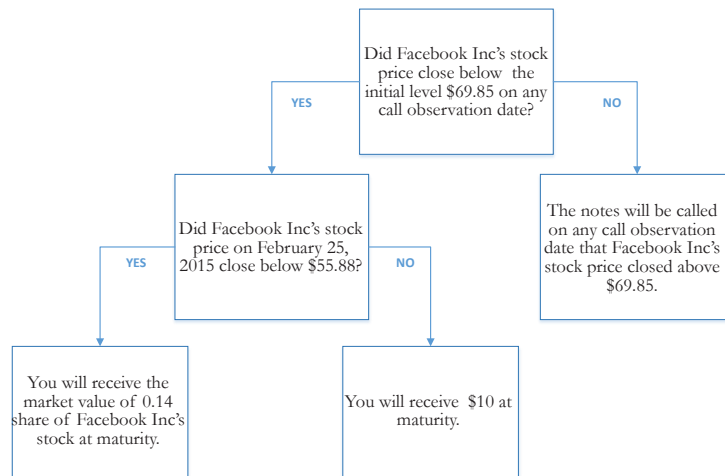 Did Facebook Inc's stock
price close below the
initial level $69.85 on any
call observation date?
YES
NO
Did Facebook Inc's stock
price on February 25,
2015 close below $55.88?
The notes will be called
on any call observation
date that Facebook Inc's
stock price closed above
$69.85.
YES
NO
You will receive the
market value of 0.14
share of Facebook Inc's
stock at maturity.
You will receive $10 at
maturity.